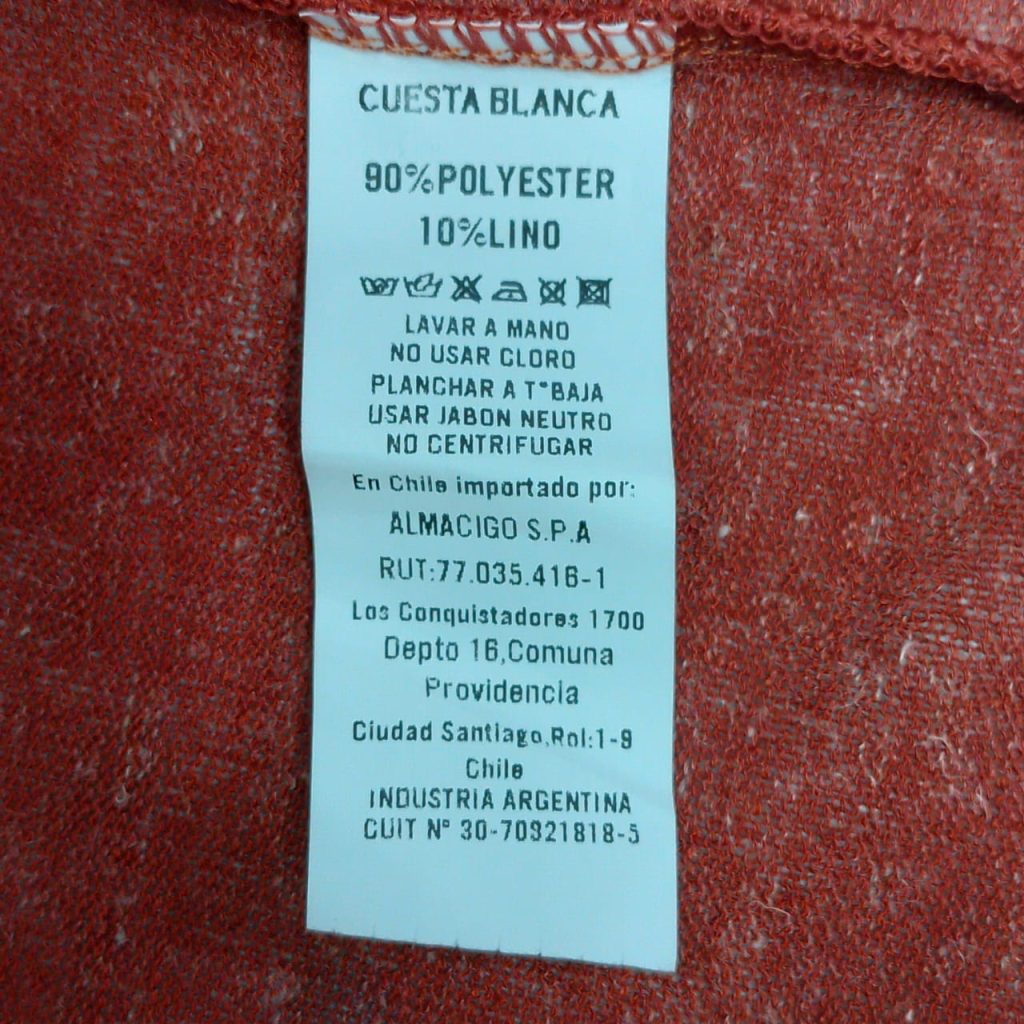 CUESTA BLANCA
90%POLYESTER
10%LINO
LAVAR A MANO
NO USAR CLORO
PLANCHAR A T°BAJA
USAR JABON NEUTRO
NO CENTRIFUGAR
En Chile importado por:
ALMACIGO S.P.A
RUT:77.035.416-1
Los Conquistadores 1700
Depto 16,Comuna
Providencia
Ciudad Santiago,Rol:1-9
Chile
INDUSTRIA ARGENTINA
CUIT Nº 30-70921818-5